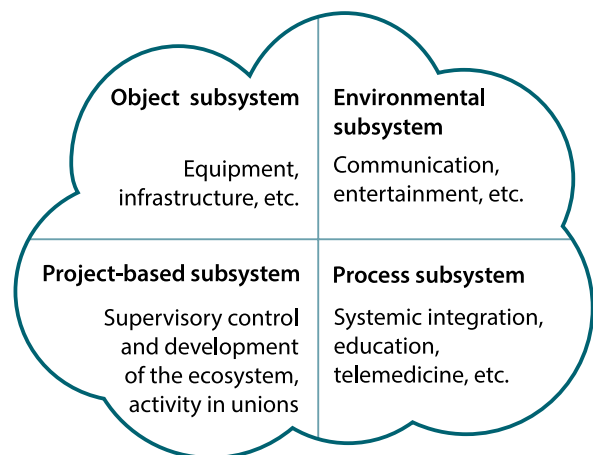 Object subsystem
Equipment,
infrastructure, etc.
Environmental
subsystem
Communication,
entertainment, etc.
Project-based subsystem
Supervisory control
and development
of the ecosystem,
activity in unions
Process subsystem
Systemic integration,
education,
telemedicine, etc.